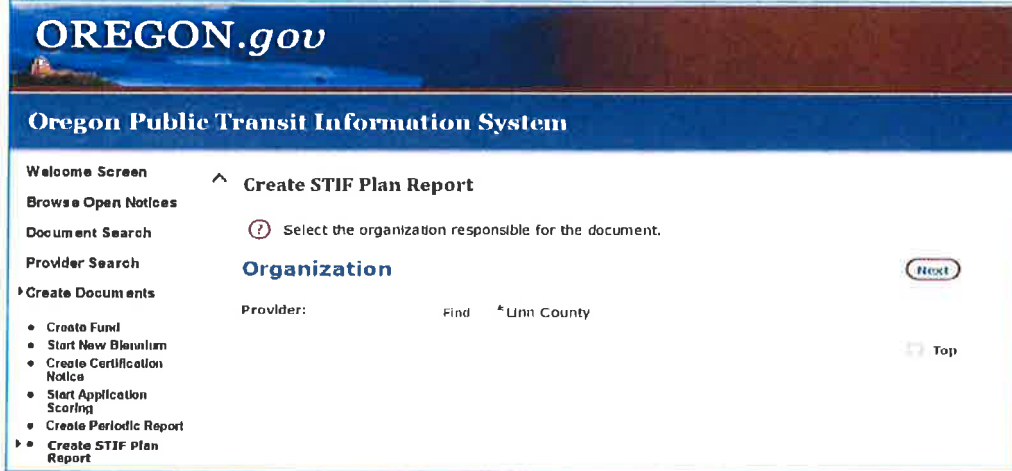 OREGON.gov
Oregon Public Transit Information System
Welcome Screen
Browse Open Notices
Document Search
Provider Search
Create Documents
Create Fund
Start New Biennium
Create Certification
Notice
Start Application
Scoring
Create Periodic Report
Create STIF Plan
Report
Create STIF Plan Report
? Select the organization responsible for the document.
Organization
Next
Provider: Find *Linn County
Top